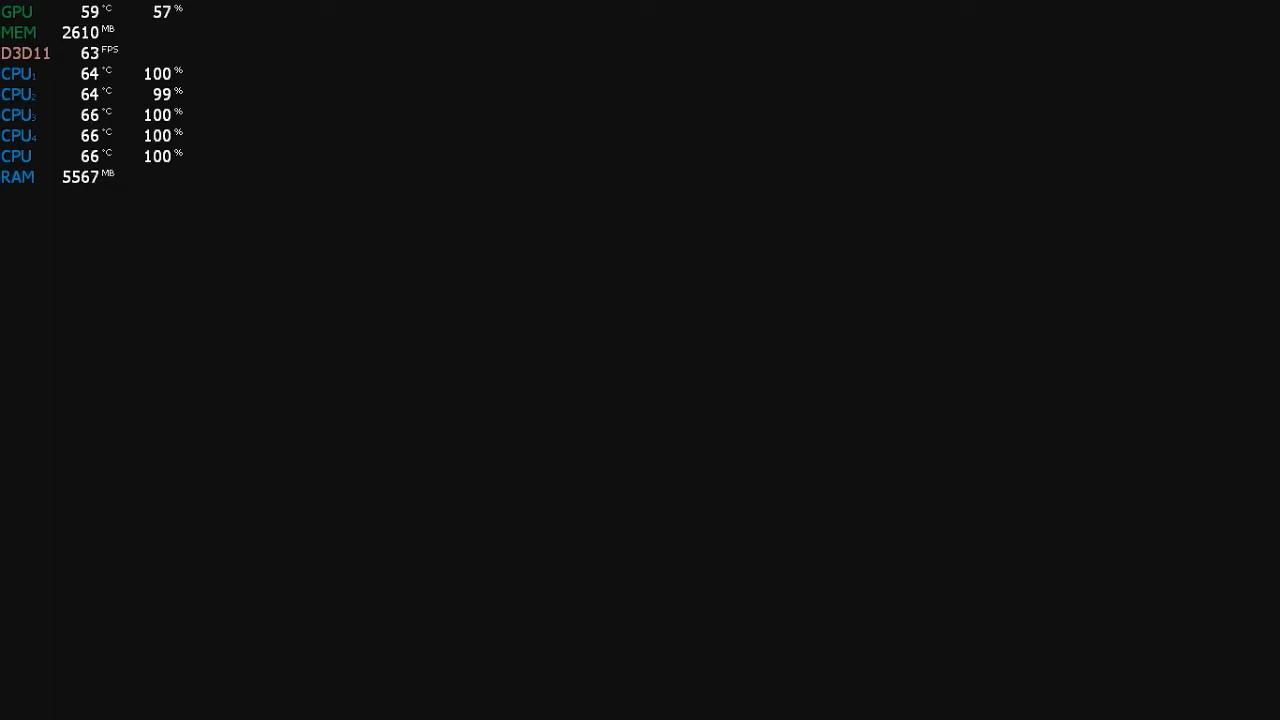 GPU 59 °C 57 %
MEM 2610 MB
D3D11 63 FPS
CPU1 64 °C 100 %
CPU2 64 °C 99 %
CPU3 66 °C 100 %
CPU4 66 °C 100 %
CPU 66 °C 100 %
RAM 5567 MB